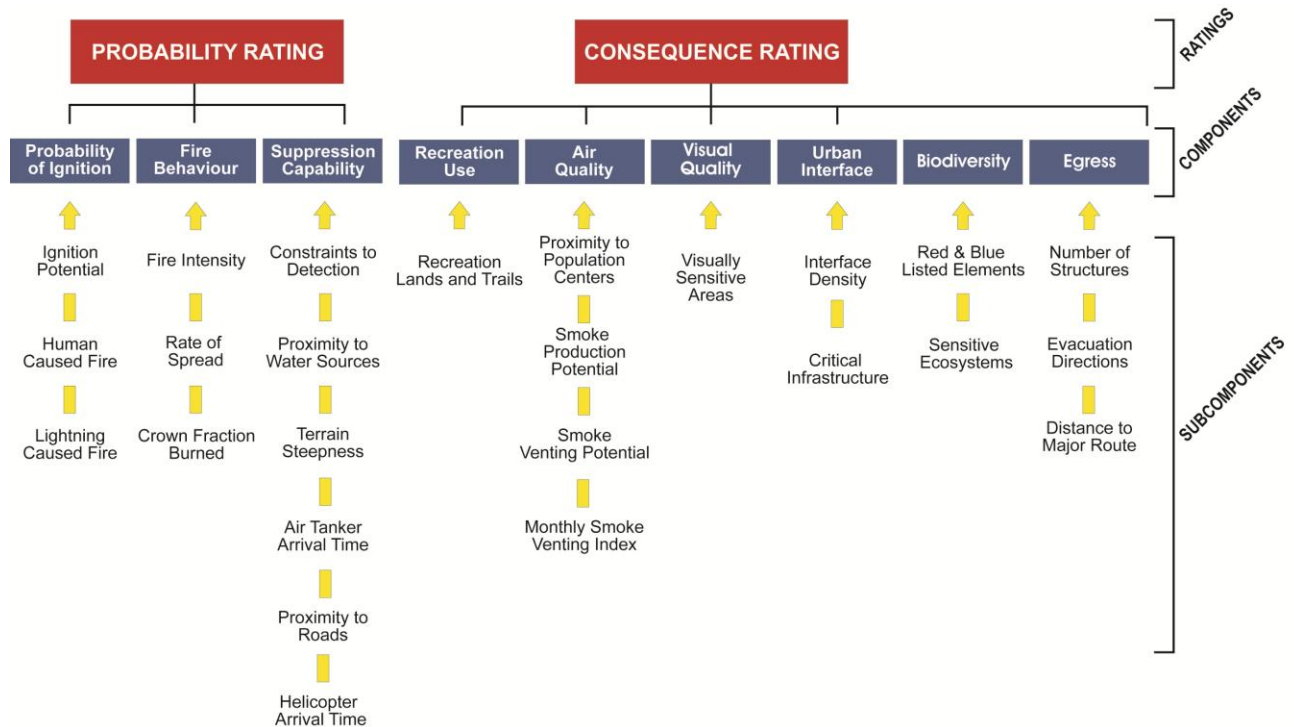 PROBABILITY RATING
CONSEQUENCE RATING
RATINGS
Probability
of Ignition
Fire
Behaviour
Suppression
Capability
Recreation
Use
Air
Quality
Visual
Quality
Urban
Interface
Biodiversity
Egress
COMPONENTS
Ignition
Potential
Human
Caused Fire
Lightning
Caused Fire
Fire Intensity
Rate of
Spread
Crown Fraction
Burned
Constraints to
Detection
Proximity to
Water Sources
Terrain
Steepness
Air Tanker
Arrival Time
Proximity to
Roads
Helicopter
Arrival Time
Recreation
Lands and Trails
Proximity to
Population
Centers
Smoke
Production
Potential
Smoke
Venting Potential
Monthly Smoke
Venting Index
Visually
Sensitive
Areas
Interface
Density
Critical
Infrastructure
Red & Blue
Listed Elements
Sensitive
Ecosystems
Number of
Structures
Evacuation
Directions
Distance to
Major Route
SUBCOMPONENTS